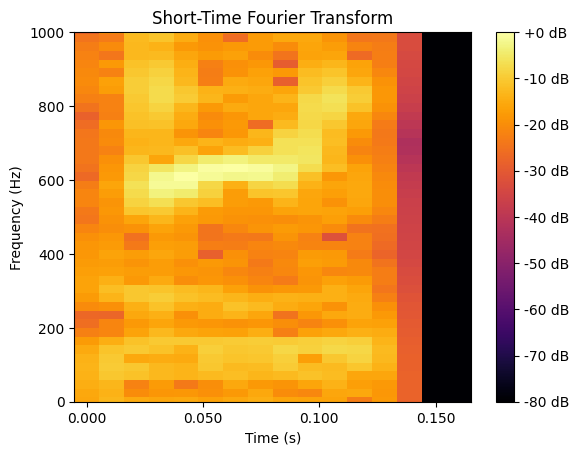 Short-Time Fourier Transform
1000
800
600
400
200
0
Frequency (Hz)
0.000
0.050
0.100
0.150
Time (s)
+0 dB
-10 dB
-20 dB
-30 dB
-40 dB
-50 dB
-60 dB
-70 dB
-80 dB